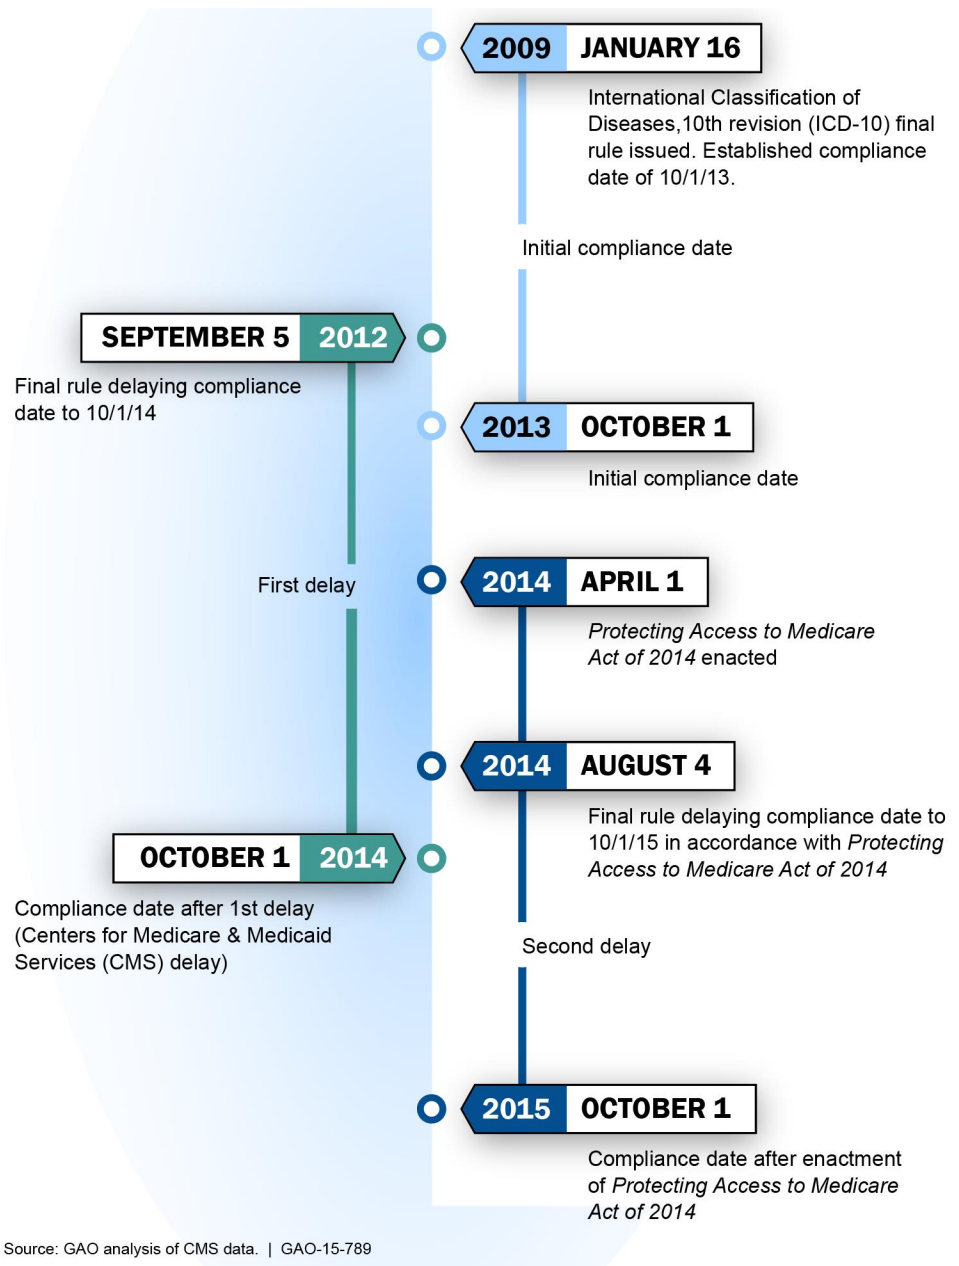 2009 JANUARY 16
International Classification of
Diseases,10th revision (ICD-10) final
rule issued. Established compliance
date of 10/1/13.
Initial compliance date
SEPTEMBER 5 2012
Final rule delaying compliance
date to 10/1/14
2013 OCTOBER 1
Initial compliance date
2014 APRIL 1
First delay
Protecting Access to Medicare
Act of 2014 enacted
2014 AUGUST 4
Final rule delaying compliance date to
10/1/15 in accordance with Protecting
Access to Medicare Act of 2014
OCTOBER 1 2014
Compliance date after 1st delay
(Centers for Medicare & Medicaid
Services (CMS) delay)
Second delay
2015 OCTOBER 1
Compliance date after enactment
of Protecting Access to Medicare
Act of 2014
Source: GAO analysis of CMS data. | GAO-15-789